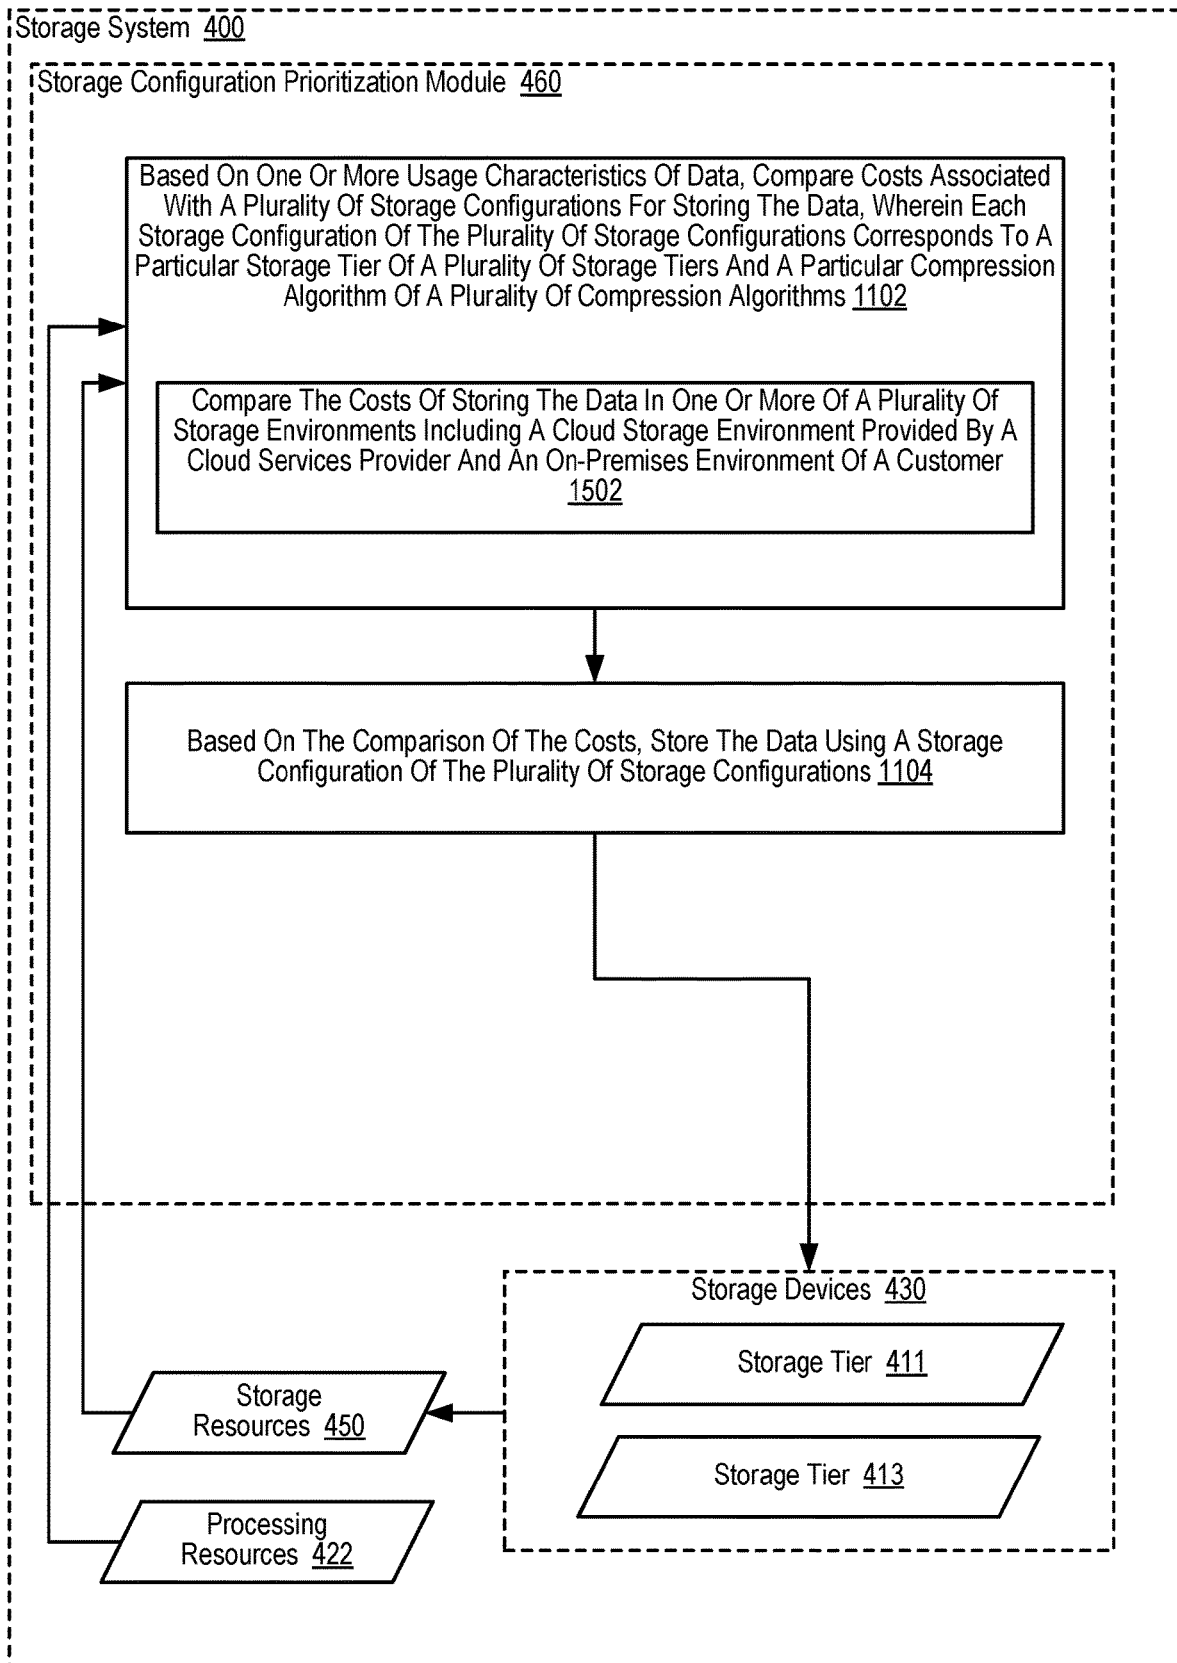 Storage System 400
Storage Configuration Prioritization Module 460
Based On One Or More Usage Characteristics Of Data, Compare Costs Associated
With A Plurality Of Storage Configurations For Storing The Data, Wherein Each
Storage Configuration Of The Plurality Of Storage Configurations Corresponds To A
Particular Storage Tier Of A Plurality Of Storage Tiers And A Particular Compression
Algorithm Of A Plurality Of Compression Algorithms 1102
Compare The Costs Of Storing The Data In One Or More Of A Plurality Of
Storage Environments Including A Cloud Storage Environment Provided By A
Cloud Services Provider And An On-Premises Environment Of A Customer
1502
Based On The Comparison Of The Costs, Store The Data Using A Storage
Configuration Of The Plurality Of Storage Configurations 1104
Storage Devices 430
Storage Tier 411
Storage Tier 413
Storage
Resources 450
Processing
Resources 422